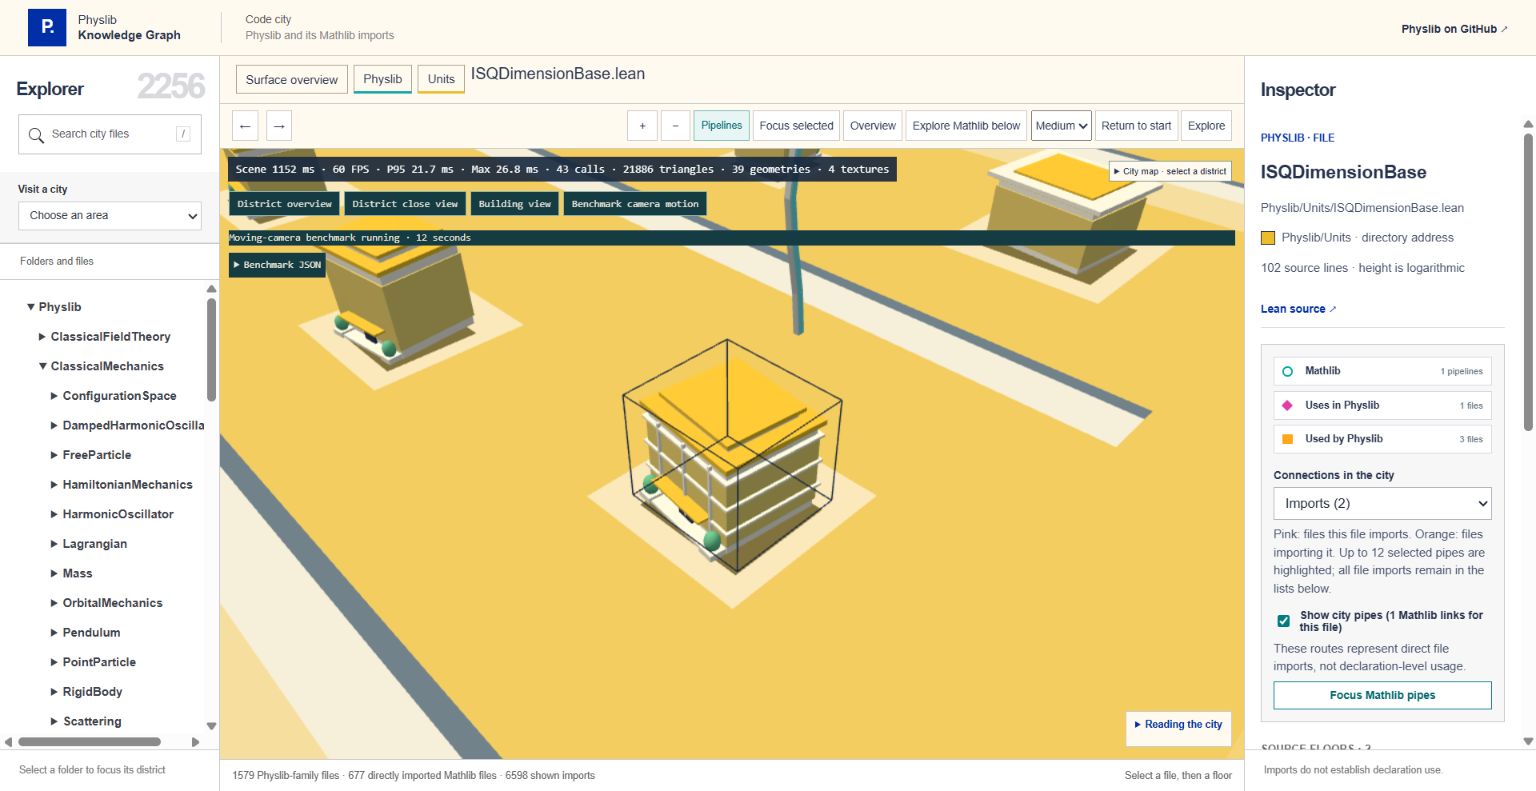 P.
Physlib
Knowledge Graph
Code city
Physlib and its Mathlib imports
Physlib on GitHub ↗
Explorer
2256
Search city files
/
Visit a city
Choose an area
Folders and files
▼ Physlib
▶ ClassicalFieldTheory
▼ ClassicalMechanics
▶ ConfigurationSpace
▶ DampedHarmonicOscilla
▶ FreeParticle
▶ HamiltonianMechanics
▶ HarmonicOscillator
▶ Lagrangian
▶ Mass
▶ OrbitalMechanics
▶ Pendulum
▶ PointParticle
▶ RigidBody
▶ Scattering
Select a folder to focus its district
Surface overview
Physlib
Units
ISQDimensionBase.lean
←
→
+
−
Pipelines
Focus selected
Overview
Explore Mathlib below
Medium
Return to start
Explore
Scene 1152 ms · 60 FPS · P95 21.7 ms · Max 26.8 ms · 43 calls · 21886 triangles · 39 geometries · 4 textures
▶ City map · select a district
District overview
District close view
Building view
Benchmark camera motion
Moving-camera benchmark running · 12 seconds
▶ Benchmark JSON
▶ Reading the city
1579 Physlib-family files · 677 directly imported Mathlib files · 6598 shown imports
Select a file, then a floor
Inspector
PHYSLIB · FILE
ISQDimensionBase
Physlib/Units/ISQDimensionBase.lean
Physlib/Units · directory address
102 source lines · height is logarithmic
Lean source ↗
Mathlib
1 pipelines
Uses in Physlib
1 files
Used by Physlib
3 files
Connections in the city
Imports (2)
Pink: files this file imports. Orange: files
importing it. Up to 12 selected pipes are
highlighted; all file imports remain in the
lists below.
Show city pipes (1 Mathlib links for
this file)
These routes represent direct file
imports, not declaration-level usage.
Focus Mathlib pipes
SOURCE FLOORS · 2
Imports do not establish declaration use.